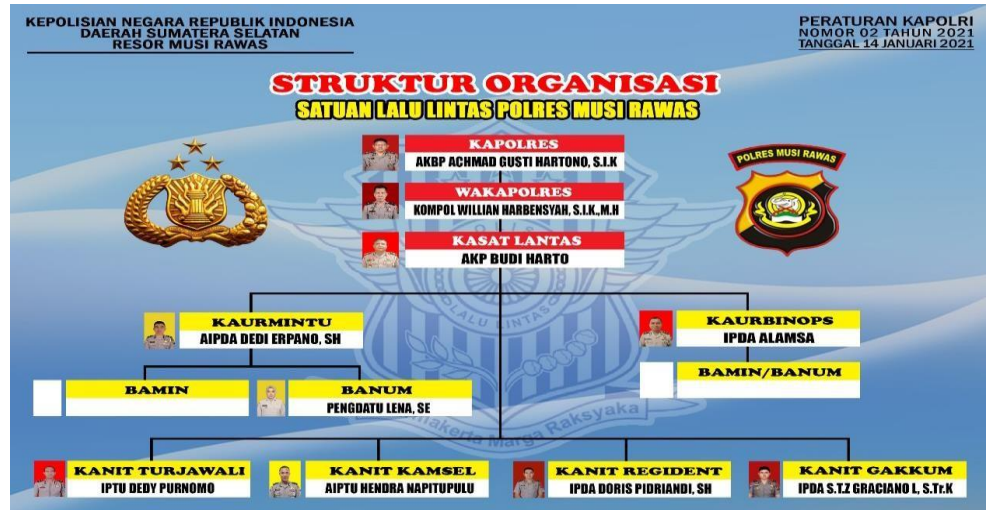 KEPOLISIAN NEGARA REPUBLIK INDONESIA
DAERAH SUMATERA SELATAN
RESOR MUSI RAWAS
PERATURAN KAPOLRI
NOMOR 02 TAHUN 2021
TANGGAL 14 JANUARI 2021
STRUKTUR ORGANISASI
SATUAN LALU LINTAS POLRES MUSI RAWAS
KAPOLRES
AKBP ACHMAD GUSTI HARTONO, S.I.K
POLRES MUSI RAWAS
WAKAPOLRES
KOMPOL WILLIAN HARBENSYAH, S.I.K.,M.H
KASAT LANTAS
AKP BUDI HARTO
LALU LINTAS
KAURMINTU
AIPDA DEDI ERPANO, SH
KAURBINOPS
IPDA ALAMSA
BAMIN
BANUM
PENGDATU LENA, SE
BAMIN/BANUM
Marga Raksyaka
KANIT TURJAWALI
IPTU DEDY PURNOMO
KANIT KAMSEL
AIPTU HENDRA NAPITUPULU
KANIT REGIDENT
IPDA DORIS PIDRIANDI, SH
KANIT GAKKUM
IPDA S.T.Z GRACIANO L, S.Tr.K